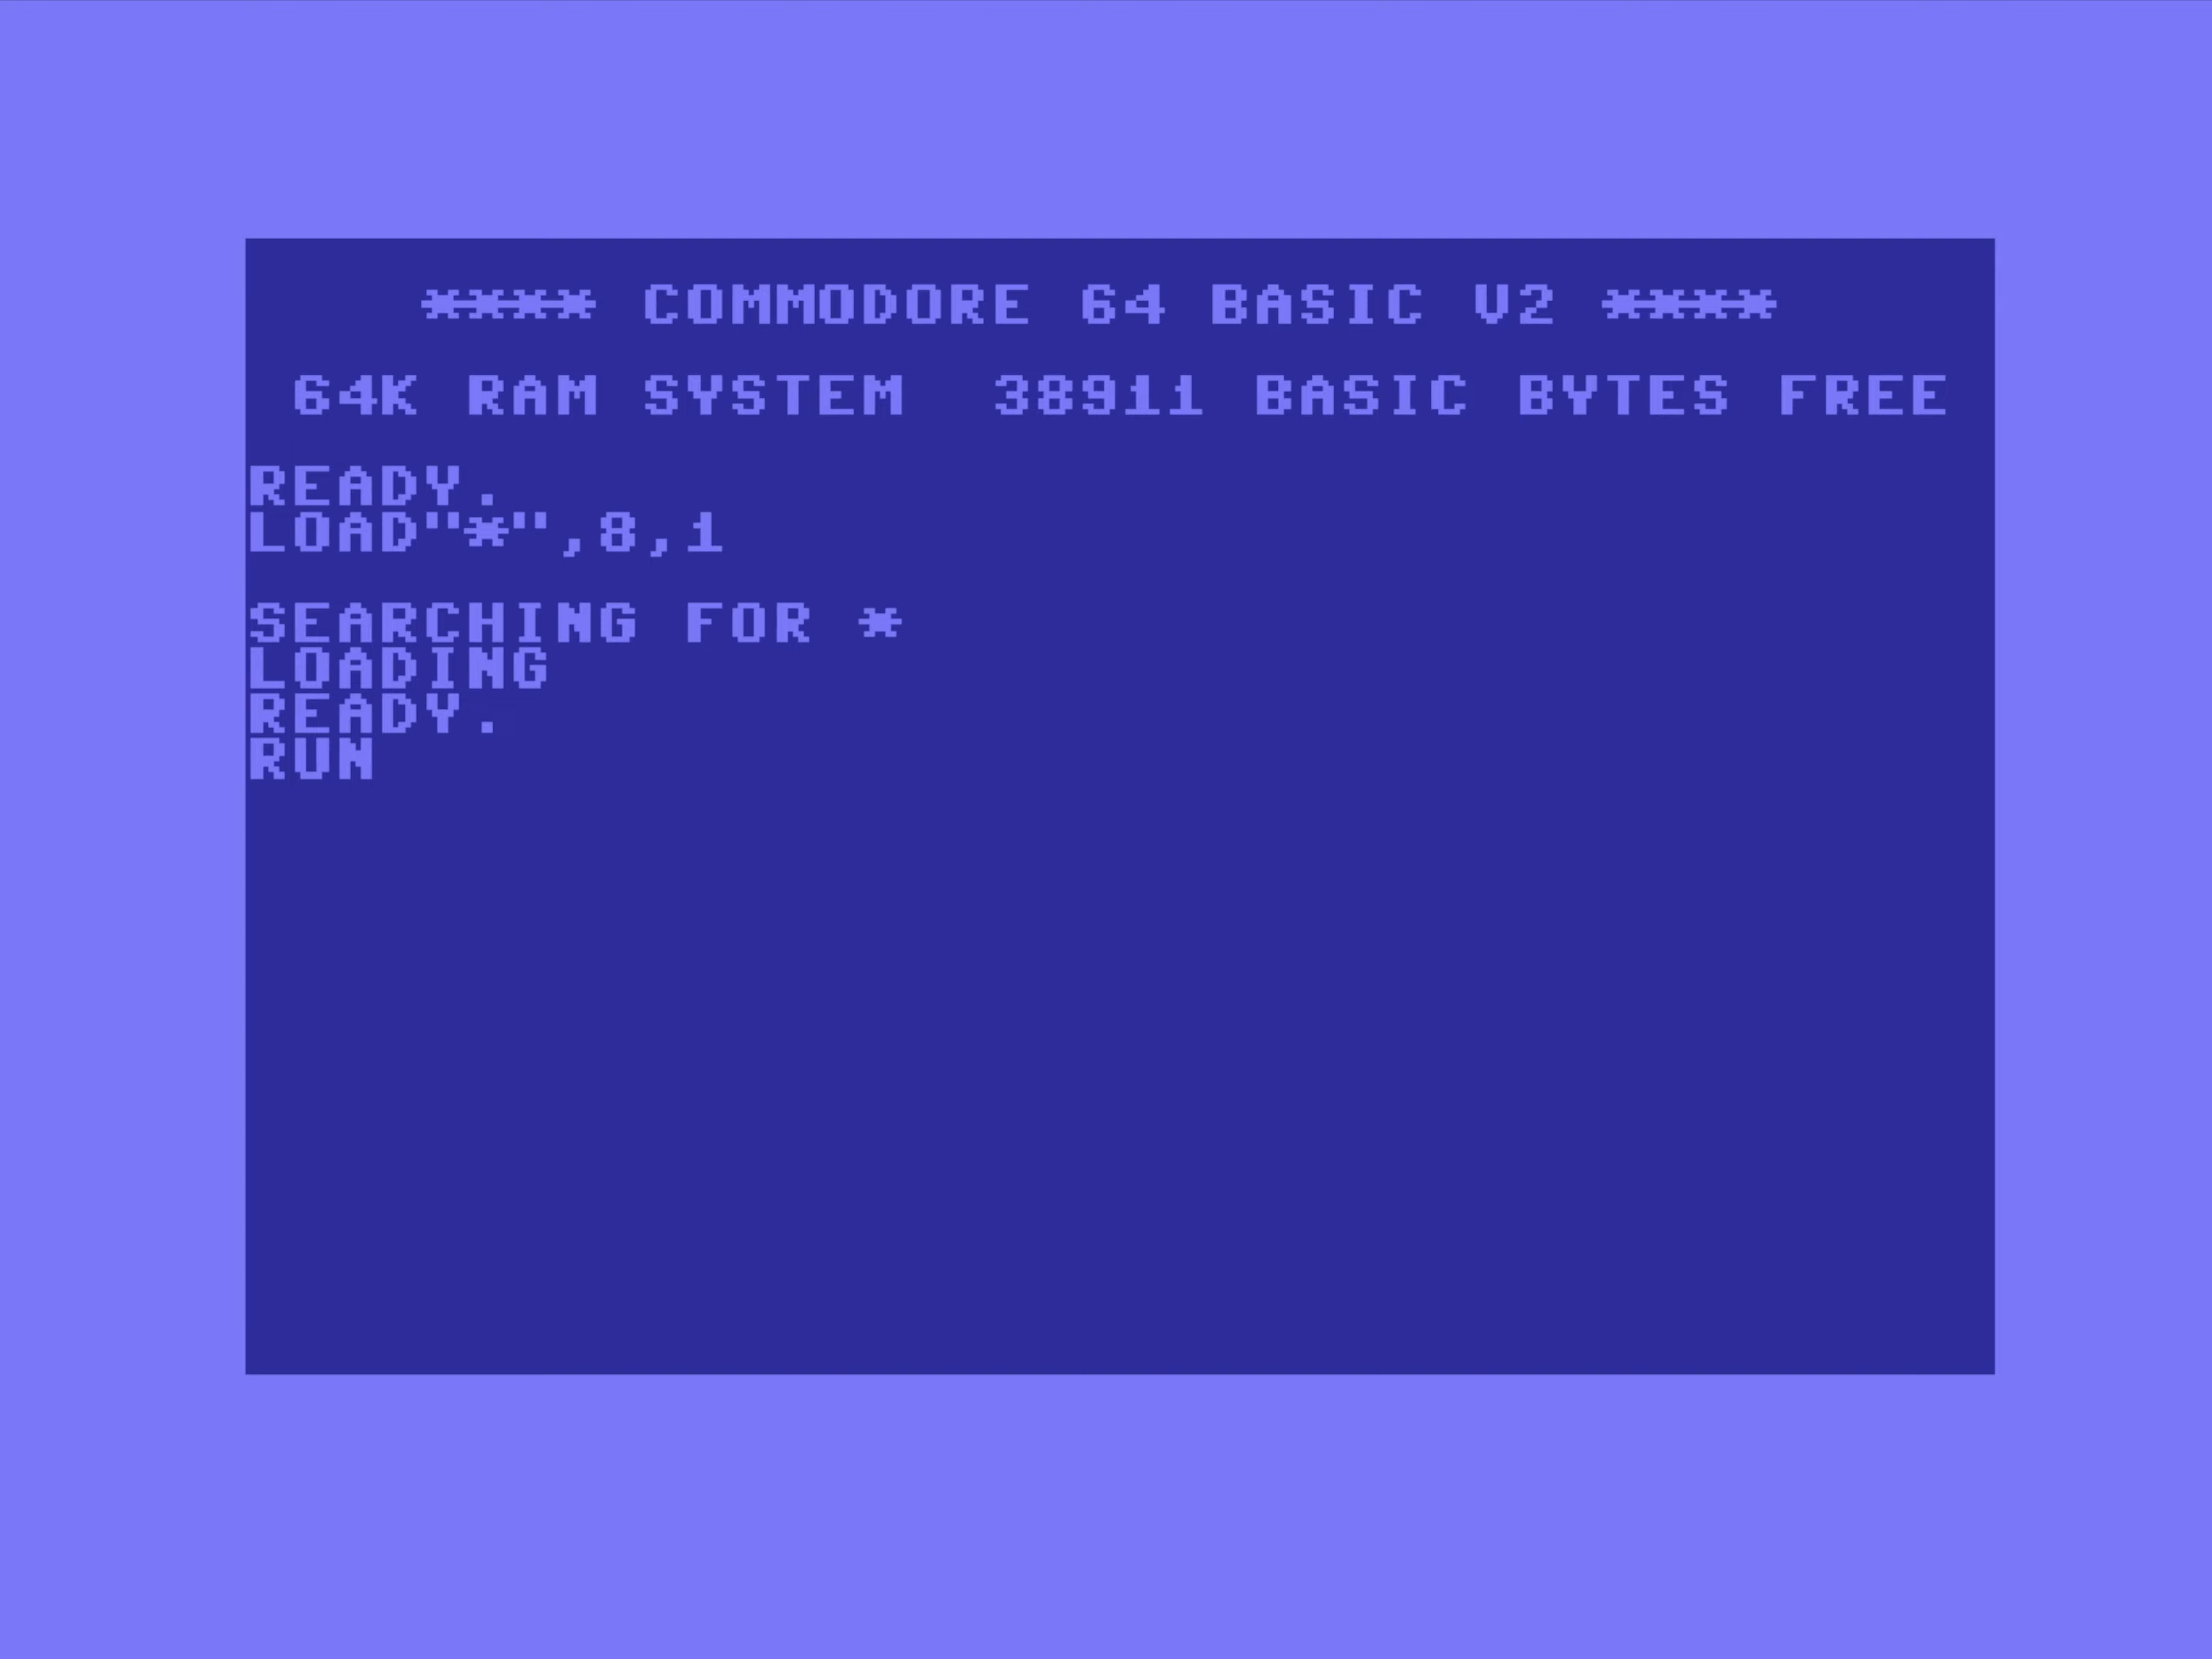 **** COMMODORE 64 BASIC V2 ****
64K RAM SYSTEM  38911 BASIC BYTES FREE
READY.
LOAD"*",8,1
SEARCHING FOR *
LOADING
READY.
RUN